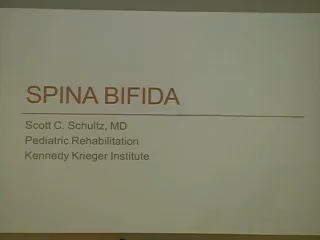 SPINA BIFIDA
Scott C. Schultz, MD
Pediatric Rehabilitation
Kennedy Krieger Institute